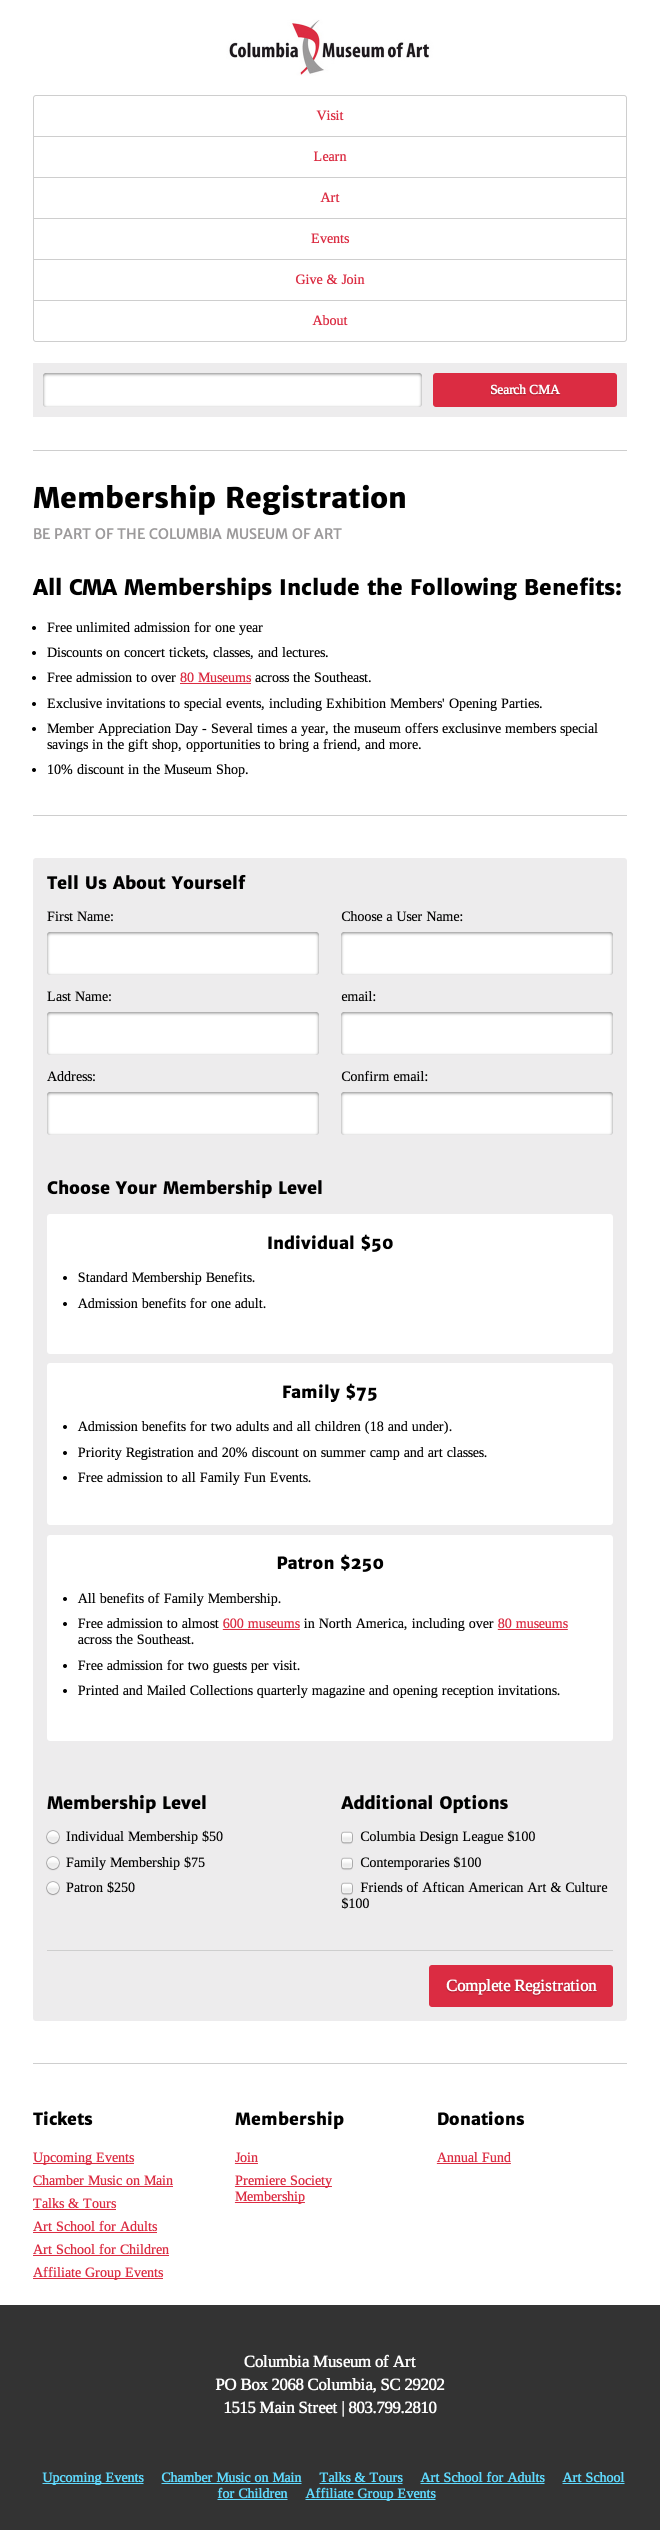 Columbia Museum of Art
Visit
Learn
Art
Events
Give & Join
About
Search CMA
Membership Registration
BE PART OF THE COLUMBIA MUSEUM OF ART
All CMA Memberships Include the Following Benefits:
Free unlimited admission for one year
Discounts on concert tickets, classes, and lectures.
Free admission to over 80 Museums across the Southeast.
Exclusive invitations to special events, including Exhibition Members' Opening Parties.
Member Appreciation Day - Several times a year, the museum offers exclusinve members special
savings in the gift shop, opportunities to bring a friend, and more.
10% discount in the Museum Shop.
Tell Us About Yourself
First Name:
Choose a User Name:
Last Name:
email:
Address:
Confirm email:
Choose Your Membership Level
Individual $50
Standard Membership Benefits.
Admission benefits for one adult.
Family $75
Admission benefits for two adults and all children (18 and under).
Priority Registration and 20% discount on summer camp and art classes.
Free admission to all Family Fun Events.
Patron $250
All benefits of Family Membership.
Free admission to almost 600 museums in North America, including over 80 museums
across the Southeast.
Free admission for two guests per visit.
Printed and Mailed Collections quarterly magazine and opening reception invitations.
Membership Level
Individual Membership $50
Family Membership $75
Patron $250
Additional Options
Columbia Design League $100
Contemporaries $100
Friends of Aftican American Art & Culture
$100
Complete Registration
Tickets
Upcoming Events
Chamber Music on Main
Talks & Tours
Art School for Adults
Art School for Children
Affiliate Group Events
Membership
Join
Premiere Society
Membership
Donations
Annual Fund
Columbia Museum of Art
PO Box 2068 Columbia, SC 29202
1515 Main Street | 803.799.2810
Upcoming Events Chamber Music on Main Talks & Tours Art School for Adults Art School
for Children Affiliate Group Events